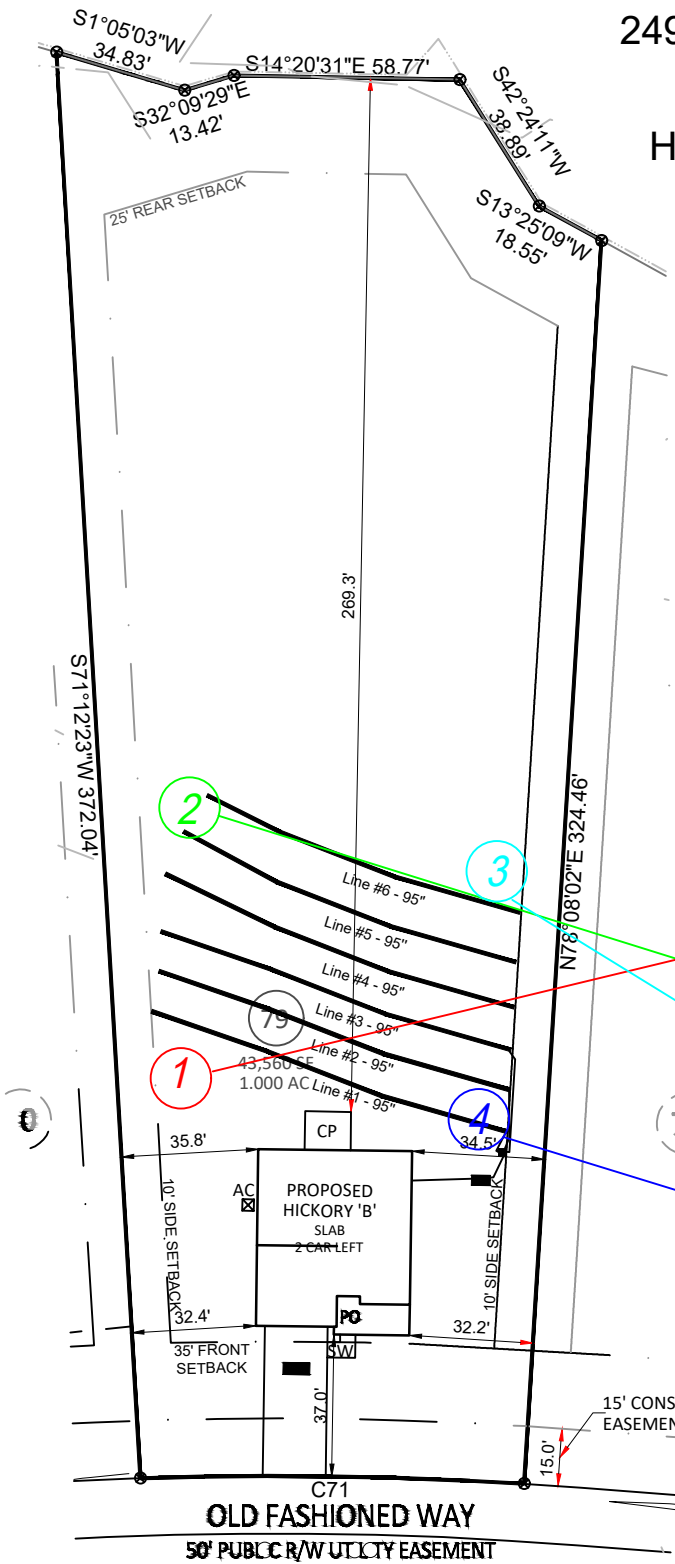 249
S1°05'03"W
34.83'
S14°20'31"E 58.77'
S32°09'29"E
13.42'
S42°24'11"W
38.89'
H
S13°25'09"W
18.55'
25' REAR SETBACK
269.3'
S71°12'23"W 372.04'
N78°08'02"E 324.46'
2
3
Line #6 - 95"
Line #5 - 95"
Line #4 - 95"
Line #3 - 95"
79
Line #2 - 95"
1
43,560 SF
1.000 AC
Line #1 - 95"
4
CP
35.8'
34.5'
AC
PROPOSED
HICKORY 'B'
SLAB
2 CAR LEFT
10' SIDE SETBACK
10' SIDE SETBACK
32.4'
32.2'
35' FRONT
SETBACK
SW
37.0'
15' CONS
EASEMEN
15.0'
C71
OLD FASHIONED WAY
50' PUBLC R/W UTLTY EASEMENT